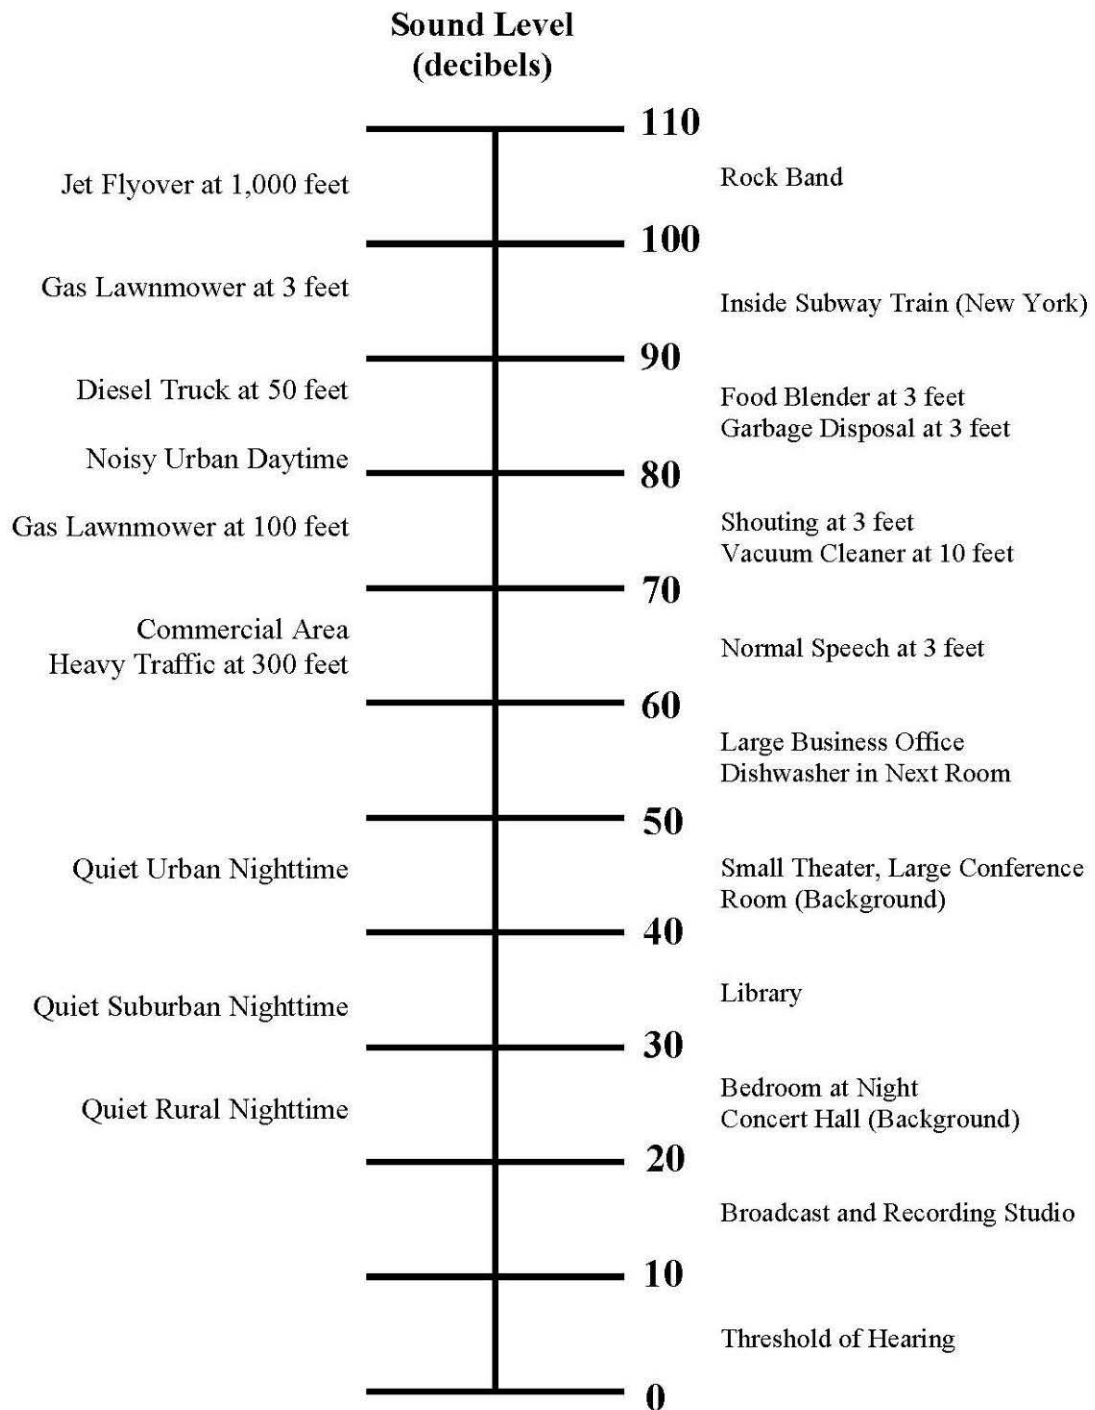 Sound Level
(decibels)
110
Jet Flyover at 1,000 feet
Rock Band
100
Gas Lawnmower at 3 feet
Inside Subway Train (New York)
90
Diesel Truck at 50 feet
Food Blender at 3 feet
Garbage Disposal at 3 feet
Noisy Urban Daytime
80
Gas Lawnmower at 100 feet
Shouting at 3 feet
Vacuum Cleaner at 10 feet
70
Commercial Area
Heavy Traffic at 300 feet
Normal Speech at 3 feet
60
Large Business Office
Dishwasher in Next Room
50
Quiet Urban Nighttime
Small Theater, Large Conference
Room (Background)
40
Quiet Suburban Nighttime
Library
30
Quiet Rural Nighttime
Bedroom at Night
Concert Hall (Background)
20
Broadcast and Recording Studio
10
Threshold of Hearing
0